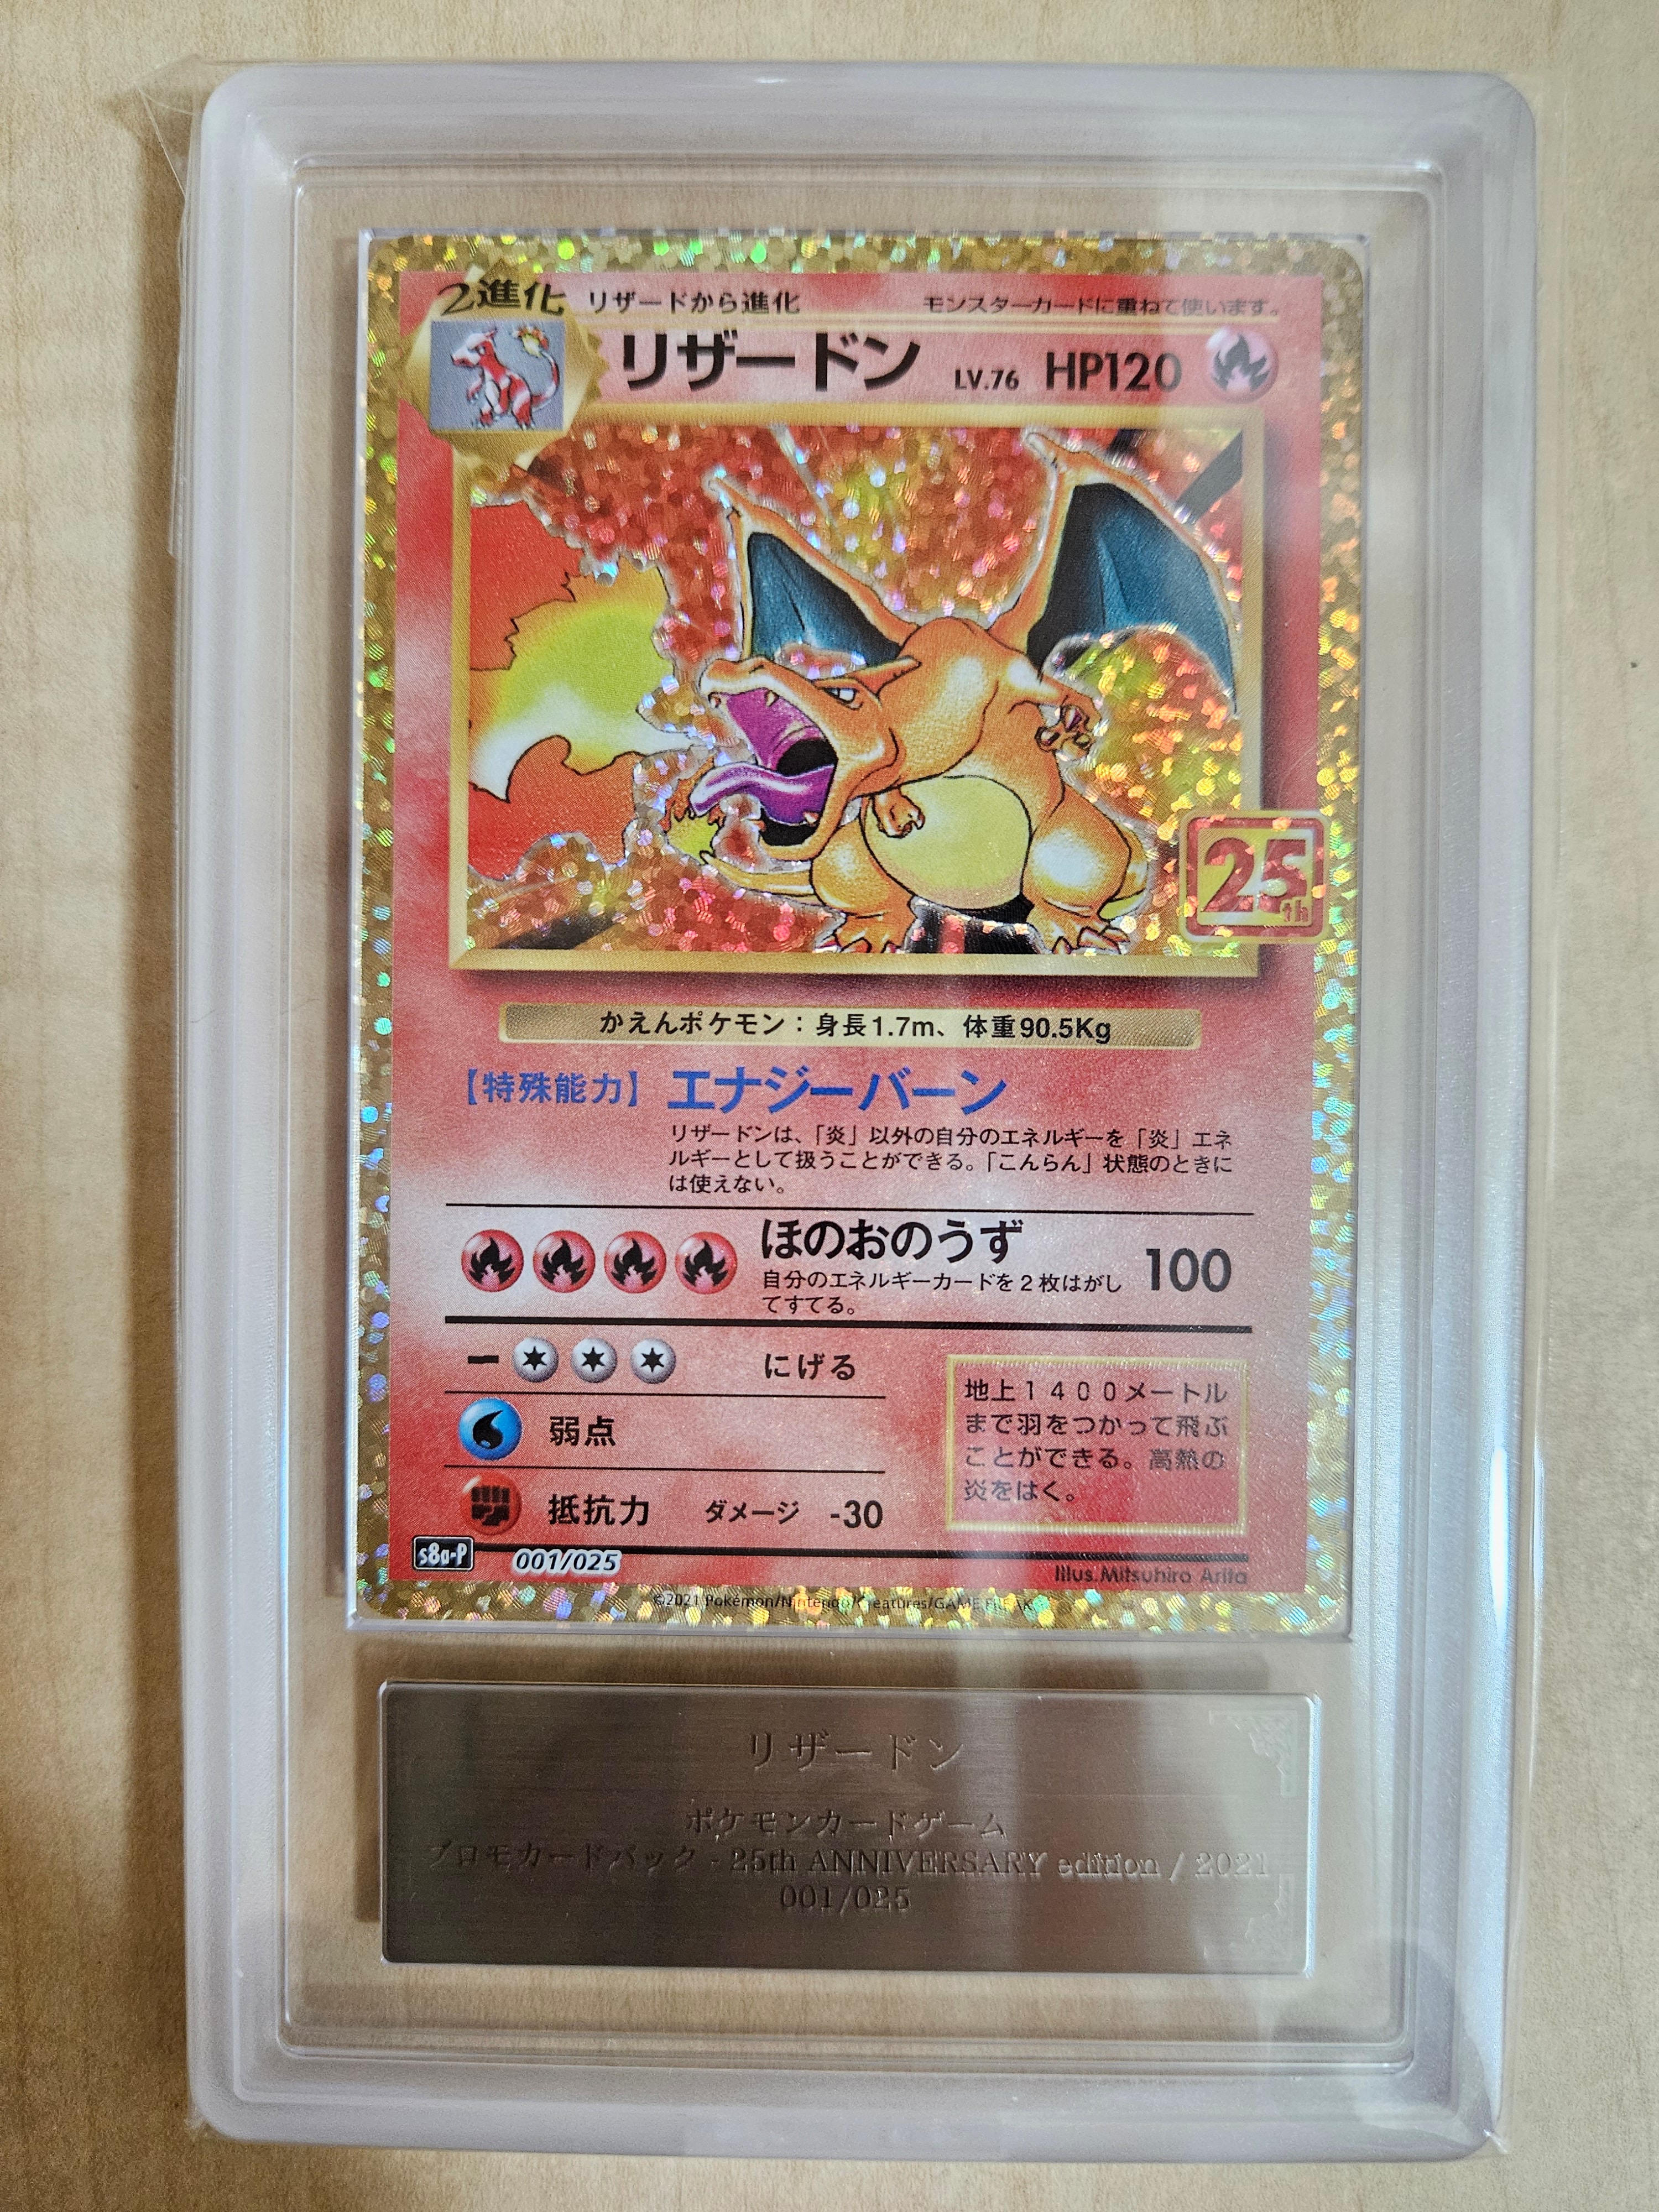 2進化 リザードから進化 モンスターカードに重ねて使います。
リザードン LV.76 HP120
25th
かえんポケモン：身長1.7m、体重90.5Kg
【特殊能力】エナジーバーン
リザードンは、「炎」以外の自分のエネルギーを「炎」エネ
ルギーとして扱うことができる。「こんらん」状態のときに
は使えない。
ほのおのうず 100
自分のエネルギーカードを２枚はがし
てすてる。
にげる
弱点
抵抗力 ダメージ -30
地上１４００メートル
まで羽をつかって飛ぶ
ことができる。高熱の
炎をはく。
s8a-P 001/025
Illus.Mitsuhiro Arita
©2021 Pokémon/Nintendo/Creatures/GAME FREAK
リザードン
ポケモンカードゲーム
プロモカードパック - 25th ANNIVERSARY edition / 2021
001/025